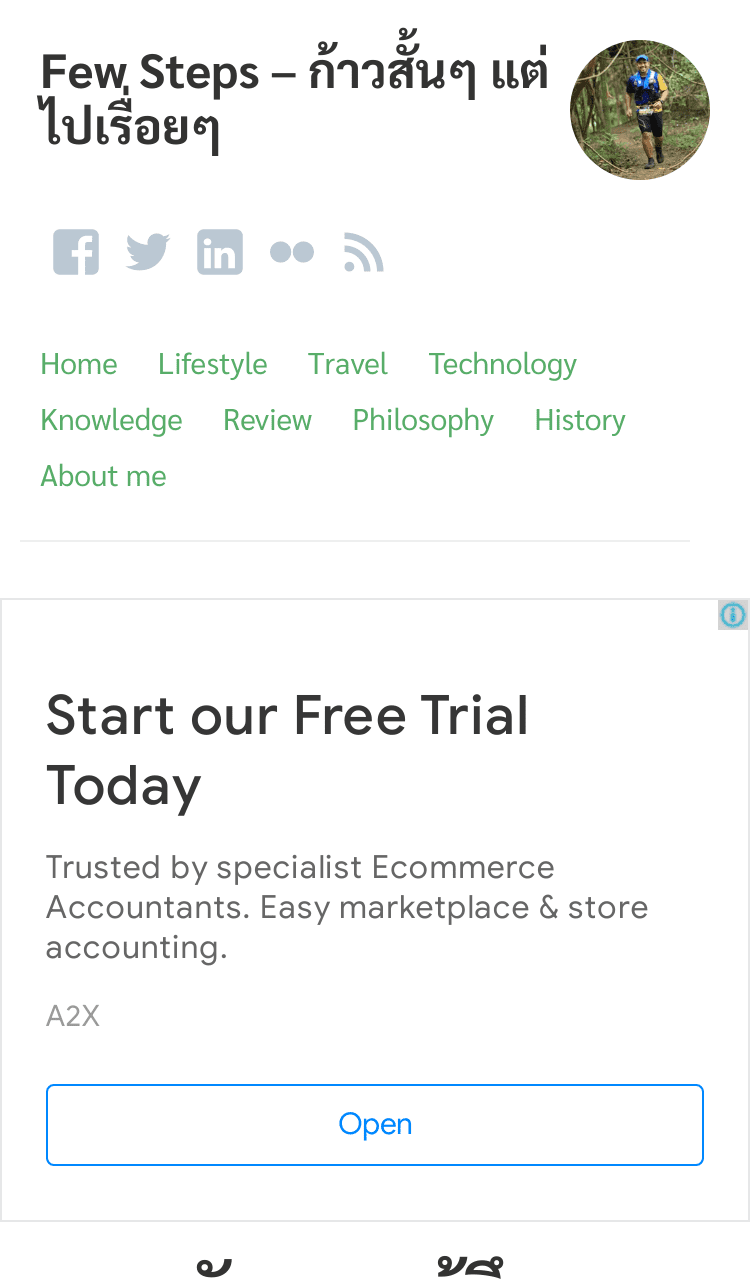 Few Steps – ก้าวสั้นๆ แต่
ไปเรื่อยๆ
Home Lifestyle Travel Technology
Knowledge Review Philosophy History
About me
Start our Free Trial
Today
Trusted by specialist Ecommerce
Accountants. Easy marketplace & store
accounting.
A2X
Open